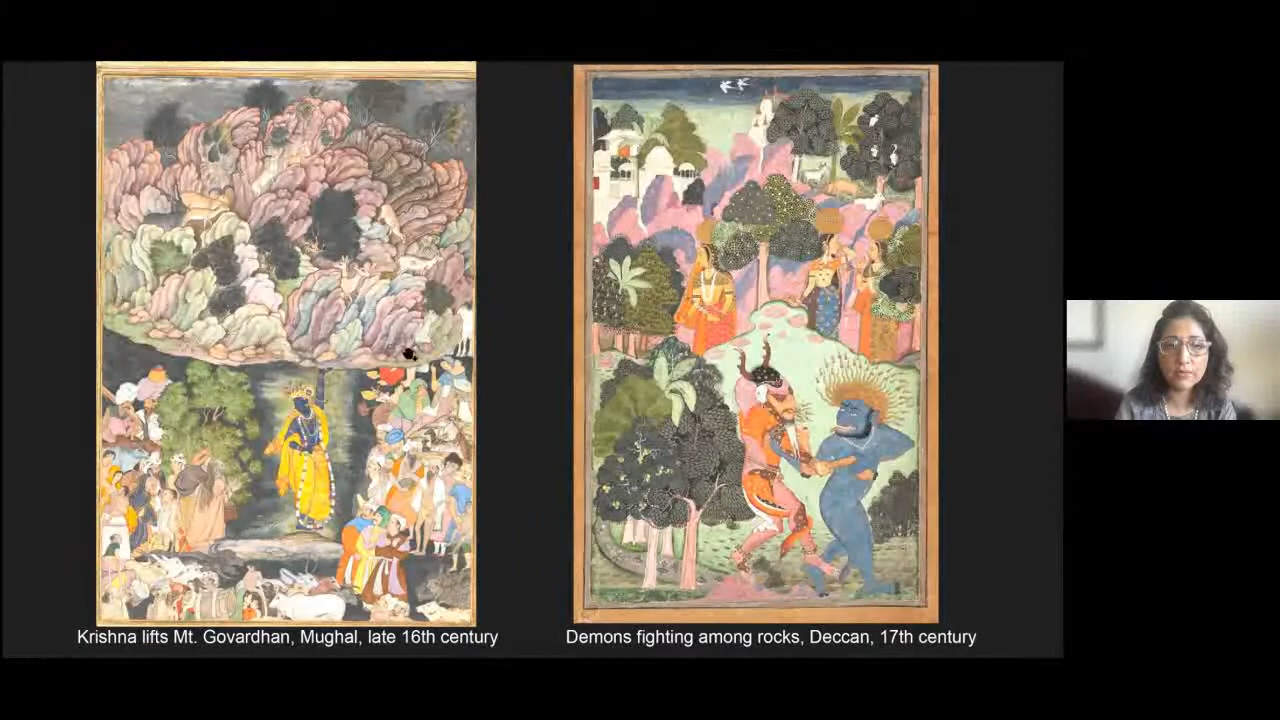 Krishna lifts Mt. Govardhan, Mughal, late 16th century
Demons fighting among rocks, Deccan, 17th century